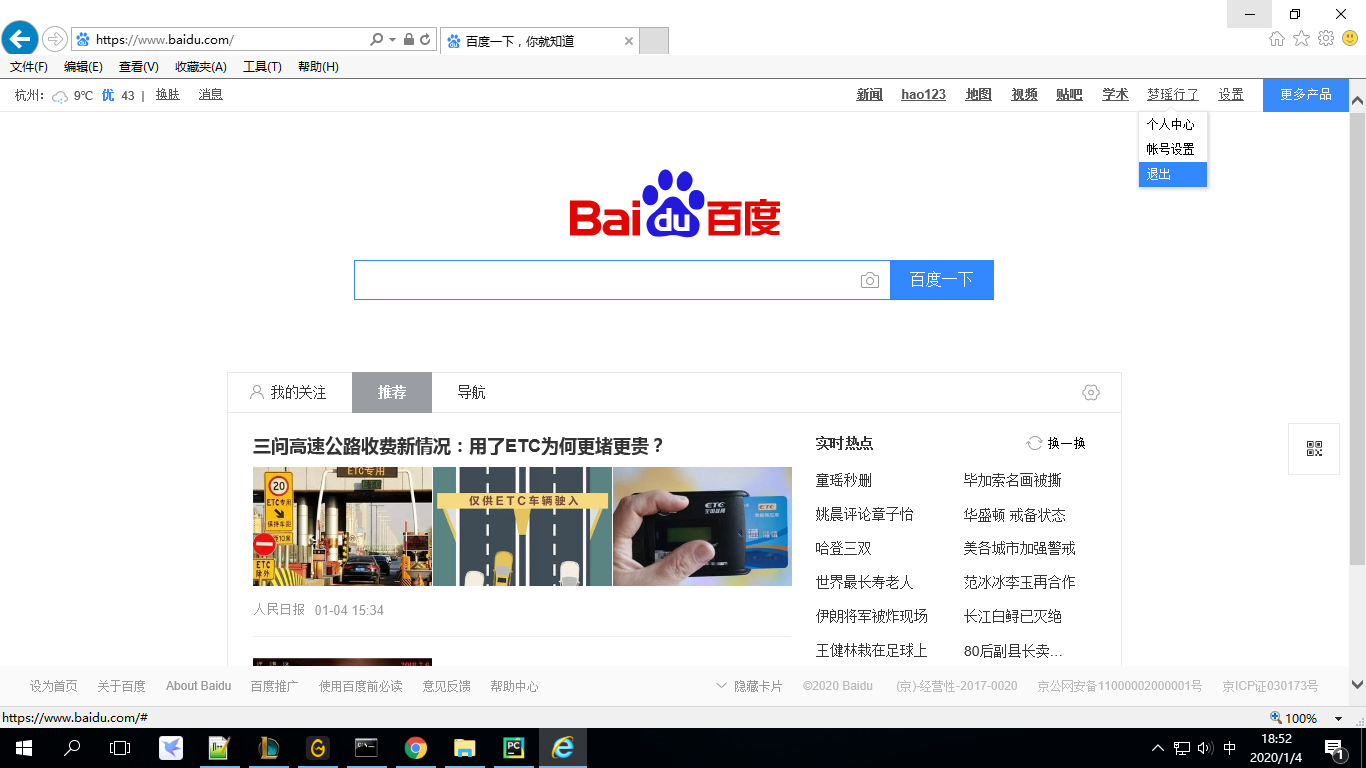 https://www.baidu.com/
百度一下，你就知道
文件(F) 编辑(E) 查看(V) 收藏夹(A) 工具(T) 帮助(H)
杭州： 9℃ 优 43 | 换肤 消息
新闻 hao123 地图 视频 贴吧 学术 梦瑶行了 设置 更多产品
个人中心
帐号设置
退出
Bai du 百度
百度一下
我的关注 推荐 导航
三问高速公路收费新情况：用了ETC为何更堵更贵？
实时热点 换一换
ETC专用
20
ETC专用
保持车距
ETC
除外
仅供ETC车辆驶入
ETC
童瑶秒删 毕加索名画被撕
姚晨评论章子怡 华盛顿 戒备状态
哈登三双 美各城市加强警戒
世界最长寿老人 范冰冰李玉再合作
伊朗将军被炸现场 长江白鲟已灭绝
王健林栽在足球上 80后副县长卖...
人民日报 01-04 15:34
设为首页 关于百度 About Baidu 百度推广 使用百度前必读 意见反馈 帮助中心 隐藏卡片 ©2020 Baidu (京)-经营性-2017-0020 京公网安备11000002000001号 京ICP证030173号
https://www.baidu.com/#
100%
PC
中
18:52
2020/1/4
1